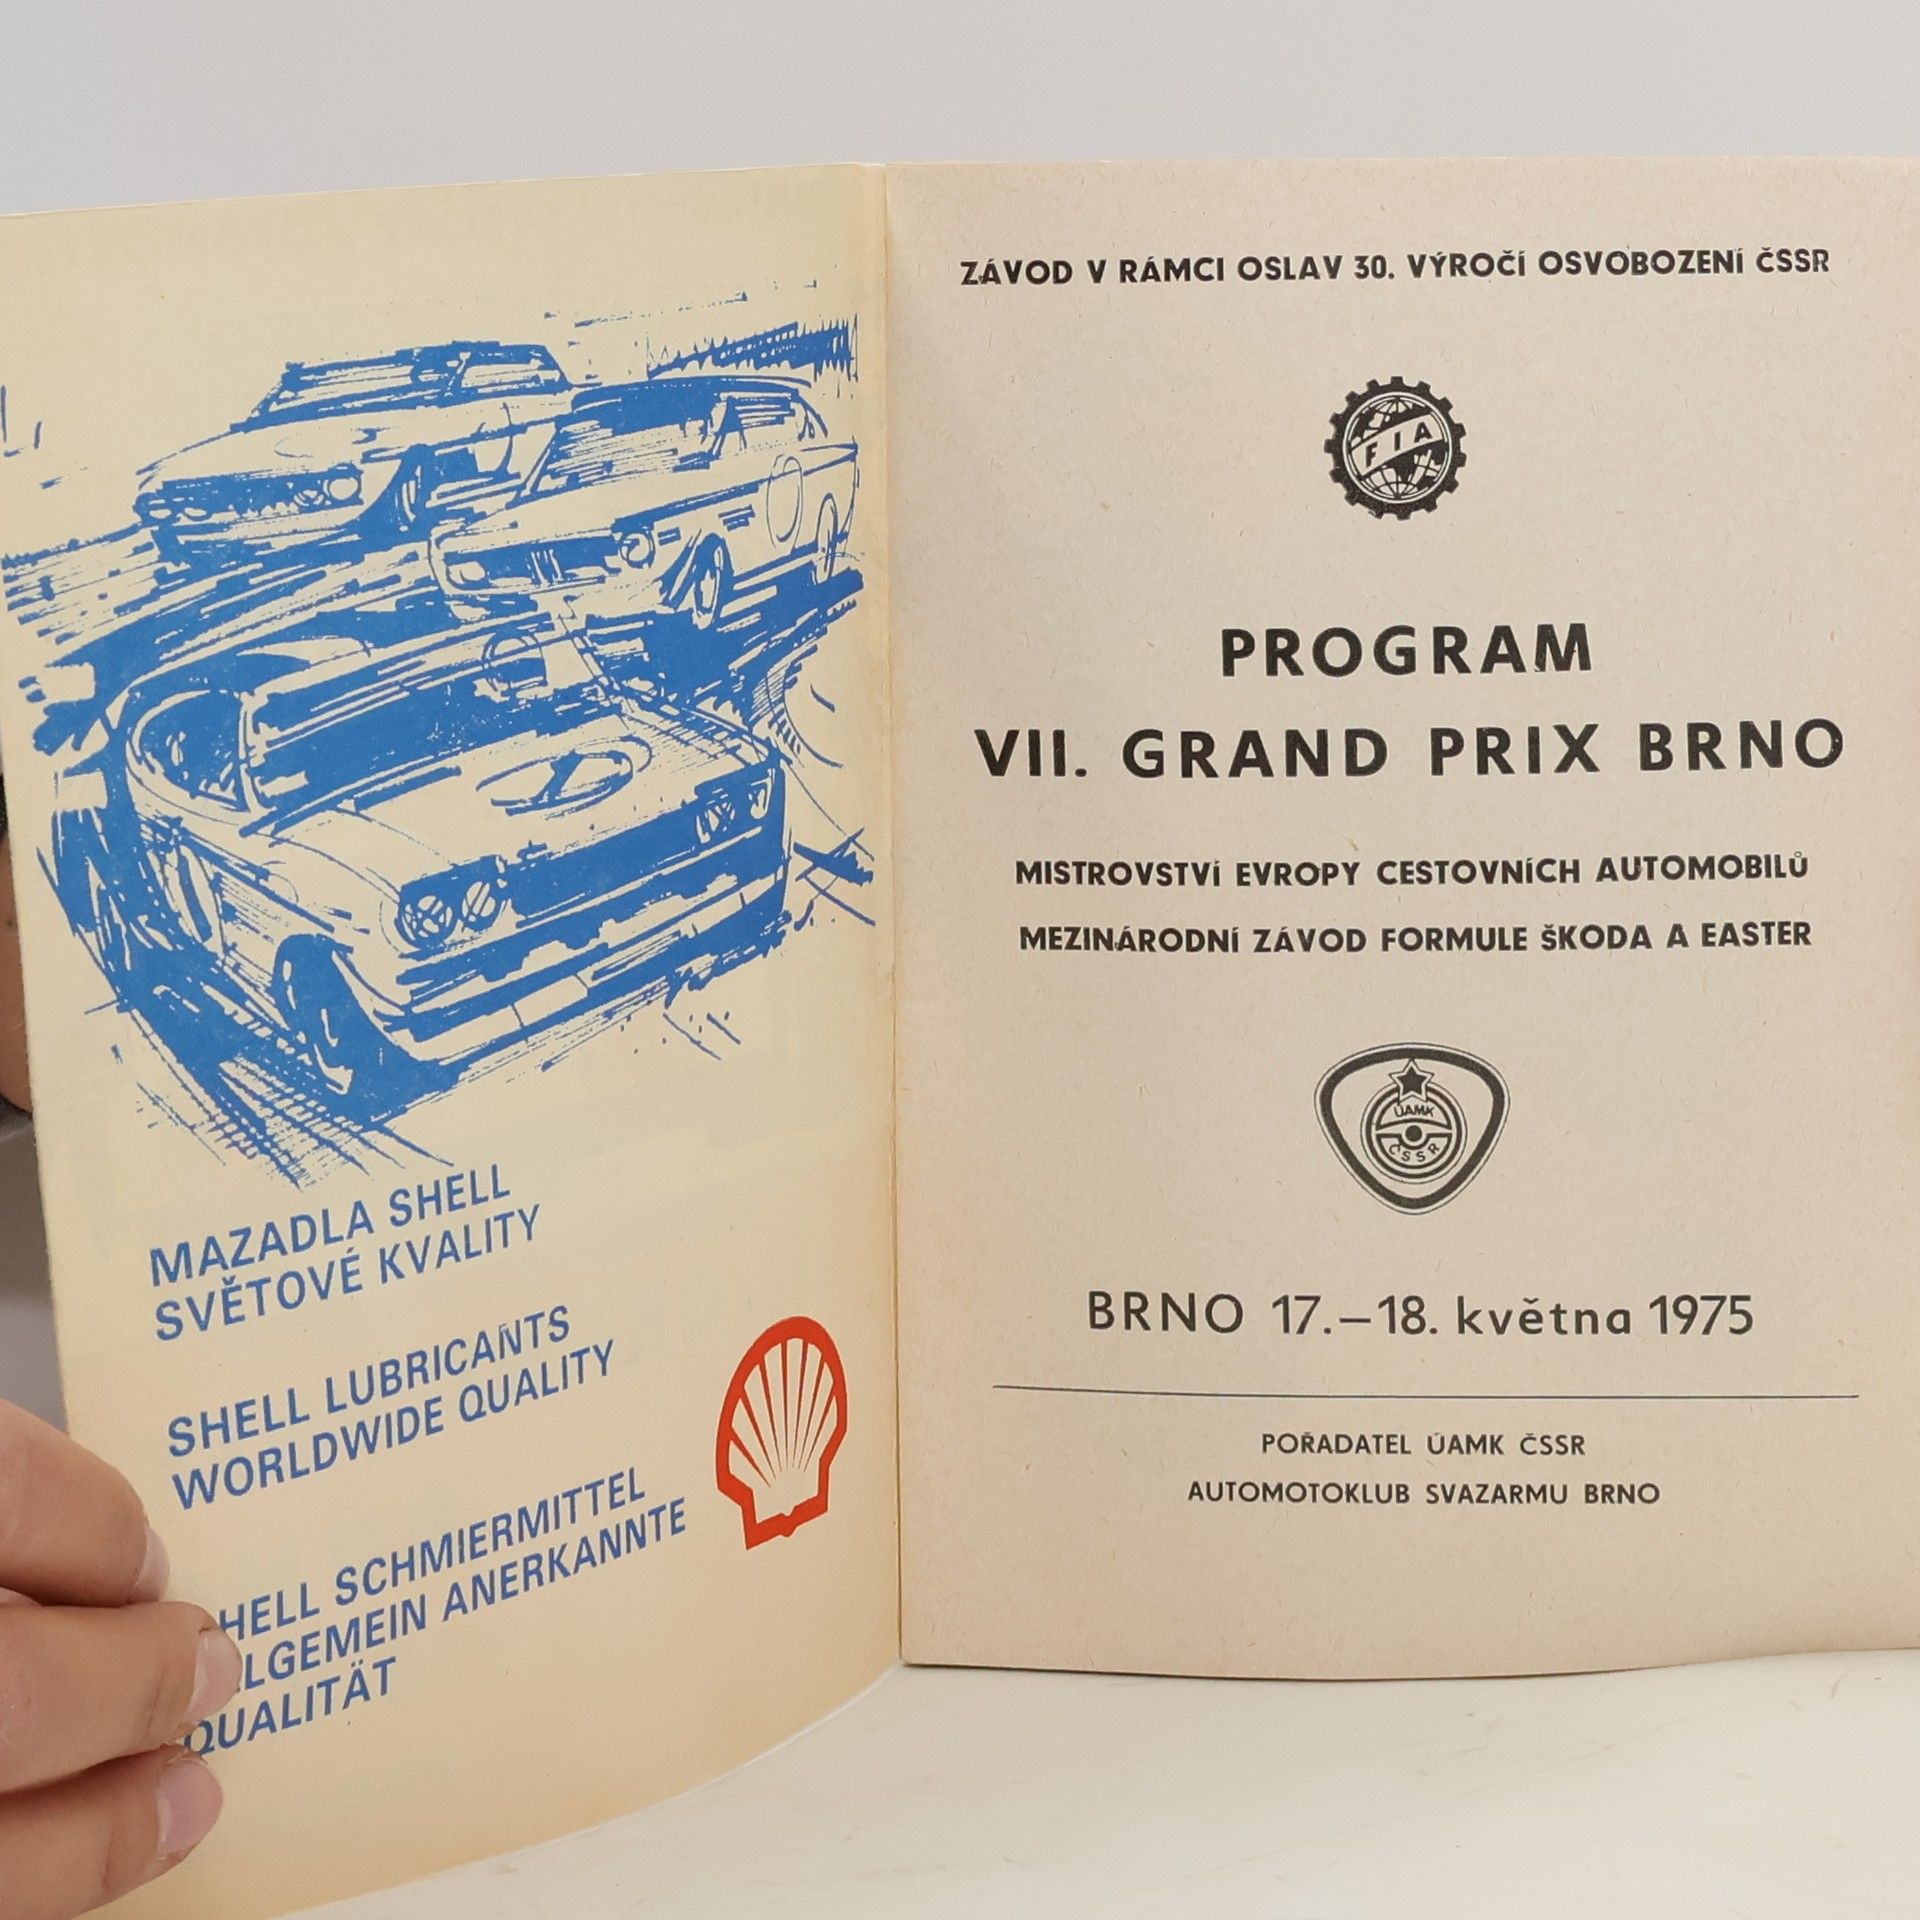 MAZADLA SHELL
SVĚTOVÉ KVALITY
SHELL LUBRICANTS
WORLDWIDE QUALITY
HELL SCHMIERMITTEL
LGEMEIN ANERKANNTE
QUALITÄT
ZÁVOD V RÁMCI OSLAV 30. VÝROČÍ OSVOBOZENÍ ČSSR
FIA
PROGRAM
VII. GRAND PRIX BRNO
MISTROVSTVÍ EVROPY CESTOVNÍCH AUTOMOBILŮ
MEZINÁRODNÍ ZÁVOD FORMULE ŠKODA A EASTER
ÚAMK
ČSSR
BRNO 17.–18. května 1975
POŘADATEL ÚAMK ČSSR
AUTOMOTOKLUB SVAZARMU BRNO